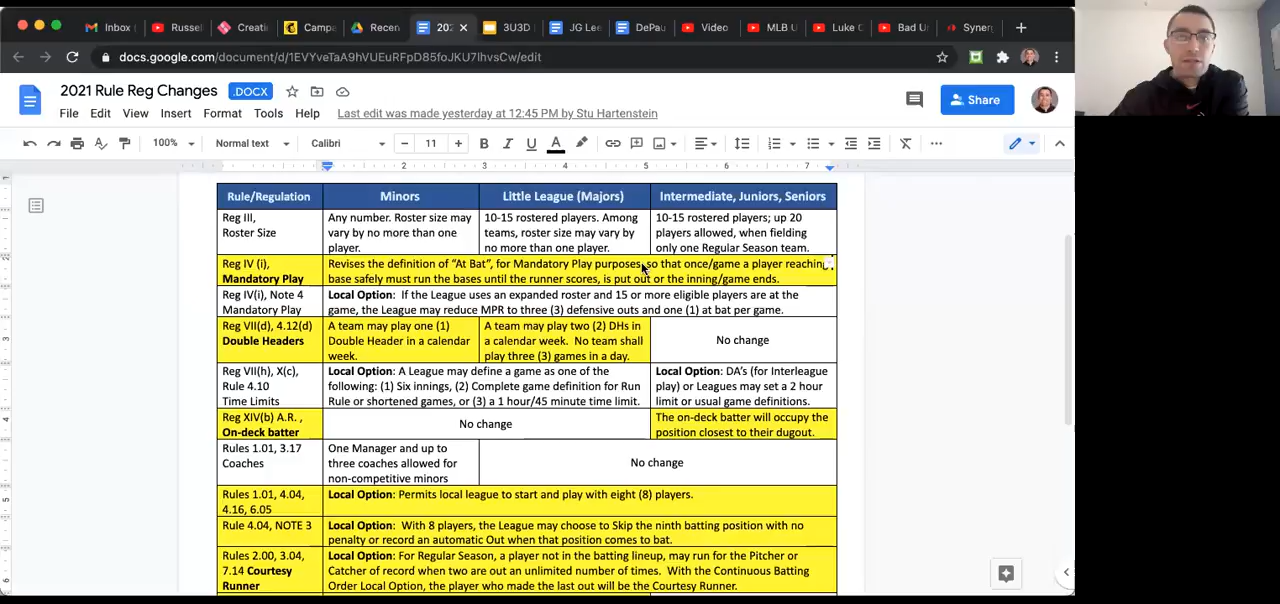 Inbox
Russel
Creati
Campa
Recen
202
3U3D
JG Lee
DePau
Video
MLB U
Luke C
Bad U
Synerg
docs.google.com/document/d/1EVYveTaA9hVUEuRFpD85foJKU7IhvsCw/edit
2021 Rule Reg Changes
.DOCX
Share
File Edit View Insert Format Tools Help
Last edit was made yesterday at 12:45 PM by Stu Hartenstein
100%
Normal text
Calibri
11
B I U A
2 3 4 5 6 7
Rule/Regulation
Minors
Little League (Majors)
Intermediate, Juniors, Seniors
Reg III,
Roster Size
Any number. Roster size may
vary by no more than one
player.
10-15 rostered players. Among
teams, roster size may vary by
no more than one player.
10-15 rostered players; up 20
players allowed, when fielding
only one Regular Season team.
Reg IV (i),
Mandatory Play
Revises the definition of “At Bat”, for Mandatory Play purposes, so that once/game a player reaching
base safely must run the bases until the runner scores, is put out or the inning/game ends.
Reg IV(i), Note 4
Mandatory Play
Local Option: If the League uses an expanded roster and 15 or more eligible players are at the
game, the League may reduce MPR to three (3) defensive outs and one (1) at bat per game.
Reg VII(d), 4.12(d)
Double Headers
A team may play one (1)
Double Header in a calendar
week.
A team may play two (2) DHs in
a calendar week. No team shall
play three (3) games in a day.
No change
Reg VII(h), X(c),
Rule 4.10
Time Limits
Local Option: A League may define a game as one of the
following: (1) Six innings, (2) Complete game definition for Run
Rule or shortened games, or (3) a 1 hour/45 minute time limit.
Local Option: DA’s (for Interleague
play) or Leagues may set a 2 hour
limit or usual game definitions.
Reg XIV(b) A.R. ,
On-deck batter
No change
The on-deck batter will occupy the
position closest to their dugout.
Rules 1.01, 3.17
Coaches
One Manager and up to
three coaches allowed for
non-competitive minors
No change
Rules 1.01, 4.04,
4.16, 6.05
Local Option: Permits local league to start and play with eight (8) players.
Rule 4.04, NOTE 3
Local Option: With 8 players, the League may choose to Skip the ninth batting position with no
penalty or record an automatic Out when that position comes to bat.
Rules 2.00, 3.04,
7.14 Courtesy
Runner
Local Option: For Regular Season, a player not in the batting lineup, may run for the Pitcher or
Catcher of record when two are out an unlimited number of times. With the Continuous Batting
Order Local Option, the player who made the last out will be the Courtesy Runner.